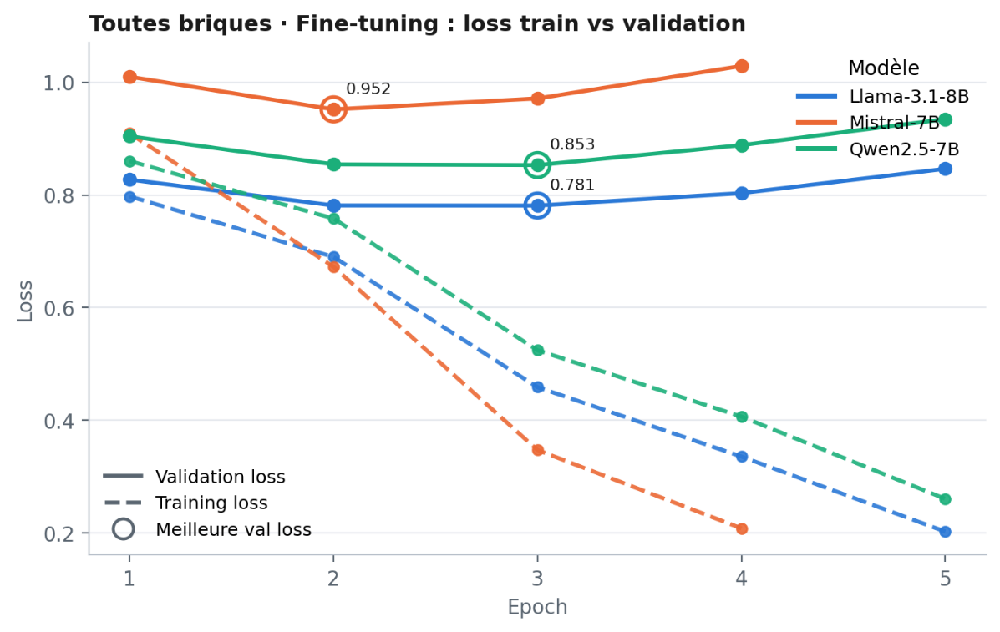 Toutes briques · Fine-tuning : loss train vs validation
Modèle
Llama-3.1-8B
Mistral-7B
Qwen2.5-7B
0.952
0.853
0.781
Loss
1.0
0.8
0.6
0.4
0.2
Validation loss
Training loss
Meilleure val loss
1 2 3 4 5
Epoch